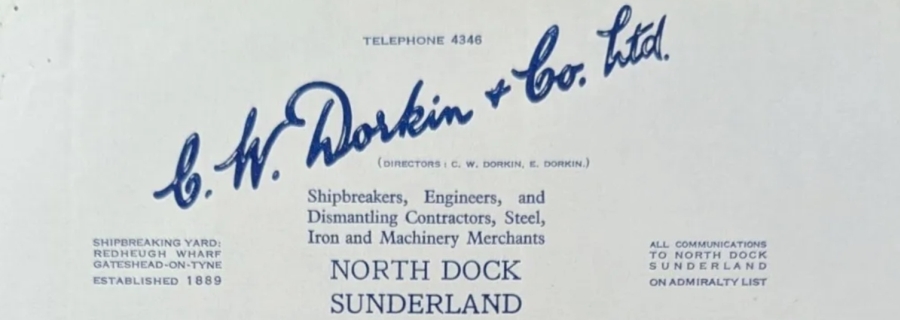 TELEPHONE 4346
C. W. Dorkin + Co. Ltd.
(DIRECTORS: C. W. DORKIN, E. DORKIN.)
Shipbreakers, Engineers, and
Dismantling Contractors, Steel,
Iron and Machinery Merchants
NORTH DOCK
SUNDERLAND
SHIPBREAKING YARD:
REDHEUGH WHARF
GATESHEAD-ON-TYNE
ESTABLISHED 1889
ALL COMMUNICATIONS
TO NORTH DOCK
SUNDERLAND
ON ADMIRALTY LIST